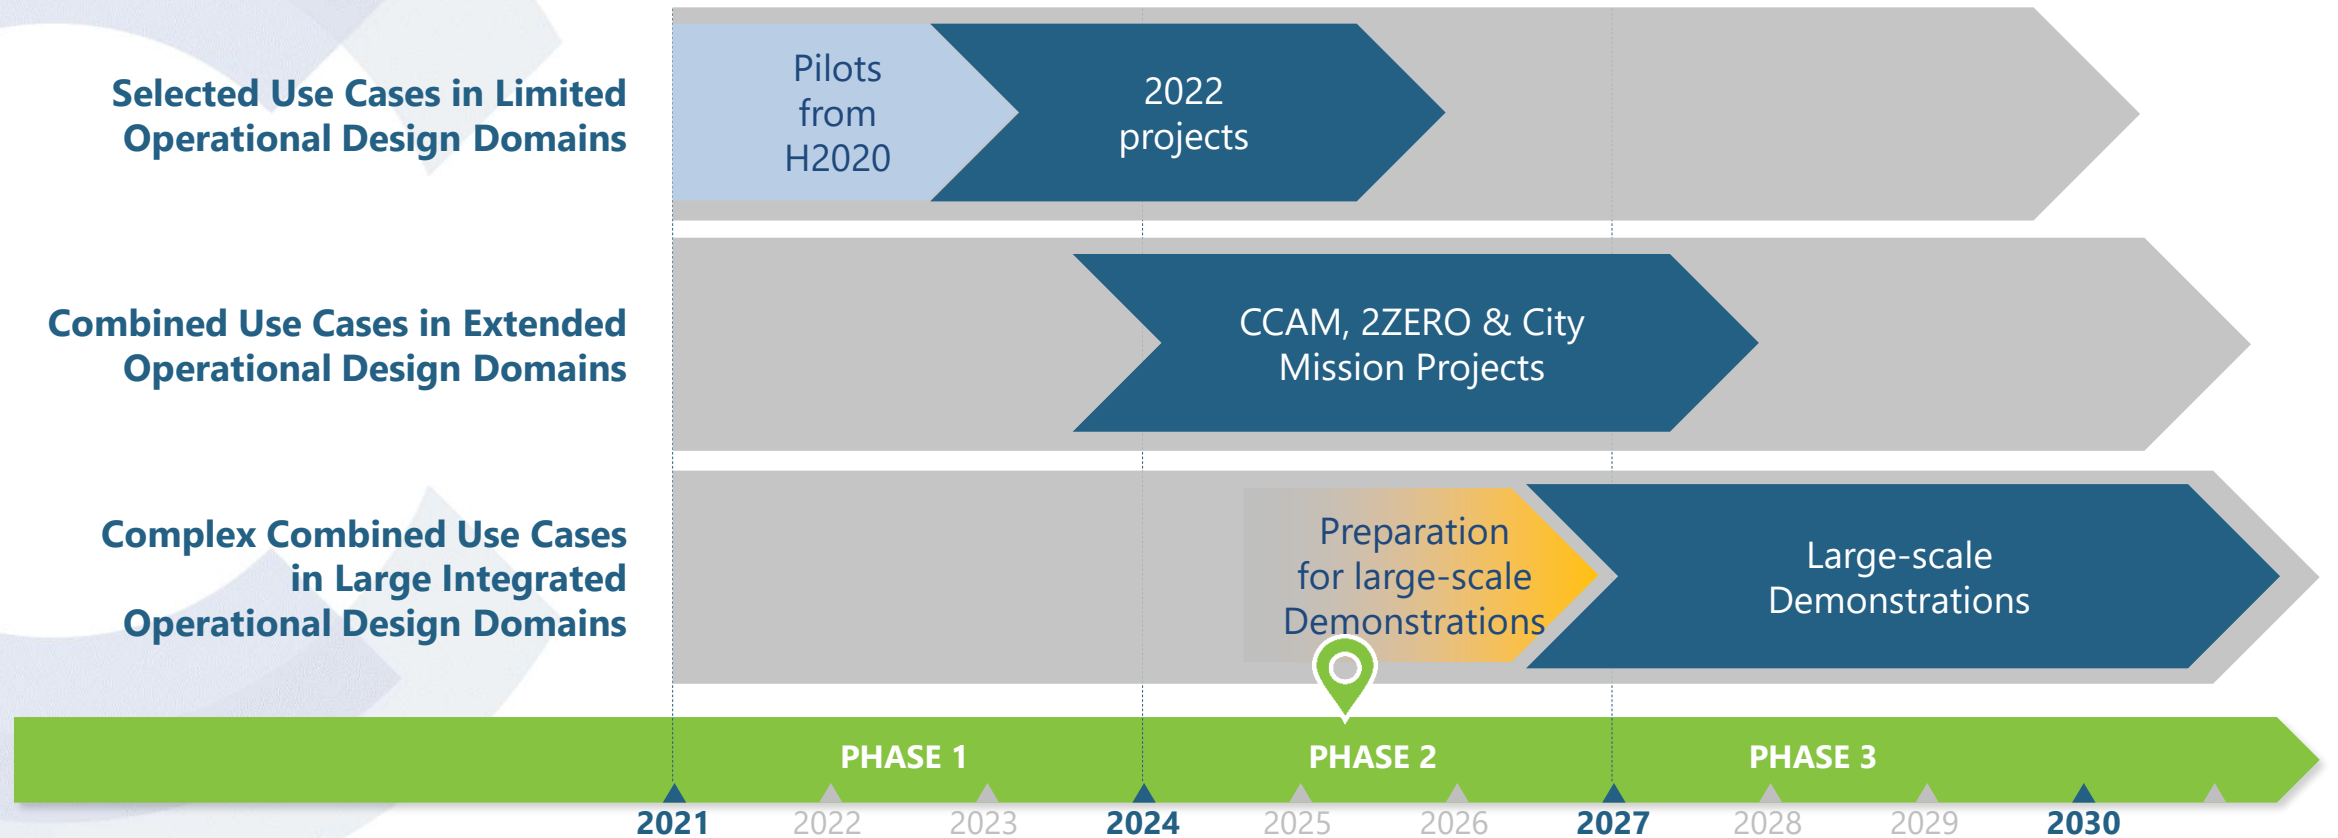 Selected Use Cases in Limited
Operational Design Domains
Pilots
from
H2020
2022
projects
Combined Use Cases in Extended
Operational Design Domains
CCAM, 2ZERO & City
Mission Projects
Complex Combined Use Cases
in Large Integrated
Operational Design Domains
Preparation
for large-scale
Demonstrations
Large-scale
Demonstrations
PHASE 1
PHASE 2
PHASE 3
2021
2022
2023
2024
2025
2026
2027
2028
2029
2030